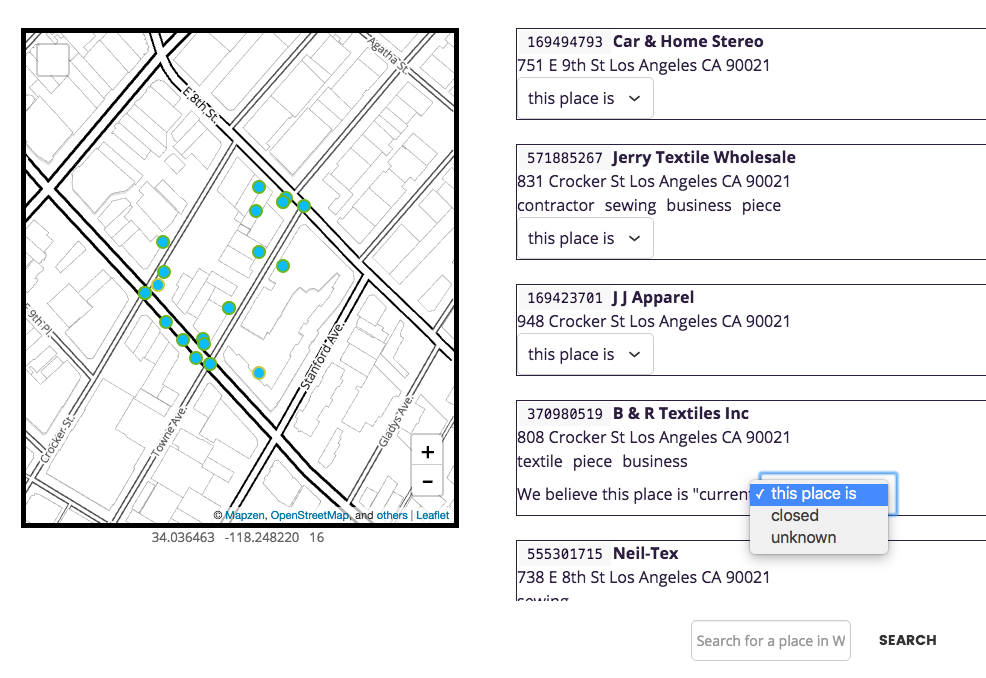 Agatha St.
E 8th St.
E 9th Pl.
Crocker St.
Towne Ave.
Stanford Ave.
Gladys Ave.
+
−
© Mapzen, OpenStreetMap, and others | Leaflet
34.036463 -118.248220 16
169494793 Car & Home Stereo
751 E 9th St Los Angeles CA 90021
this place is
571885267 Jerry Textile Wholesale
831 Crocker St Los Angeles CA 90021
contractor sewing business piece
this place is
169423701 J J Apparel
948 Crocker St Los Angeles CA 90021
this place is
370980519 B & R Textiles Inc
808 Crocker St Los Angeles CA 90021
textile piece business
We believe this place is "current
✓ this place is
closed
unknown
555301715 Neil-Tex
738 E 8th St Los Angeles CA 90021
sewing
Search for a place in W
SEARCH